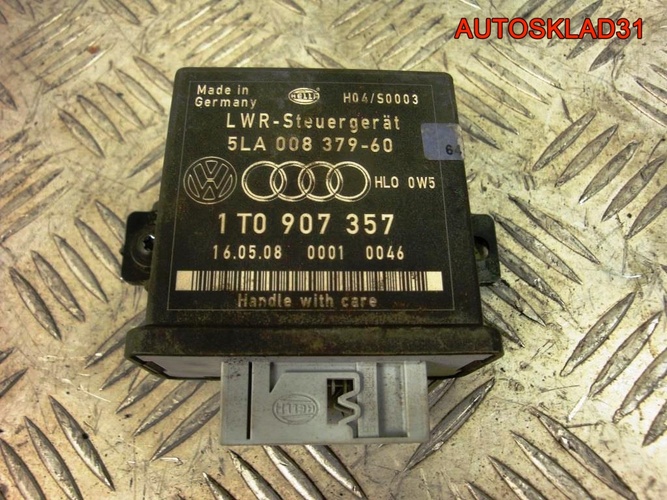 AUTOSKLAD31
Made in Germany
HELLA
H04/S0003
LWR-Steuergerät
5LA 008 379-60
64
HLO 0W5
1T0 907 357
16.05.08 0001 0046
Handle with care
HELLA